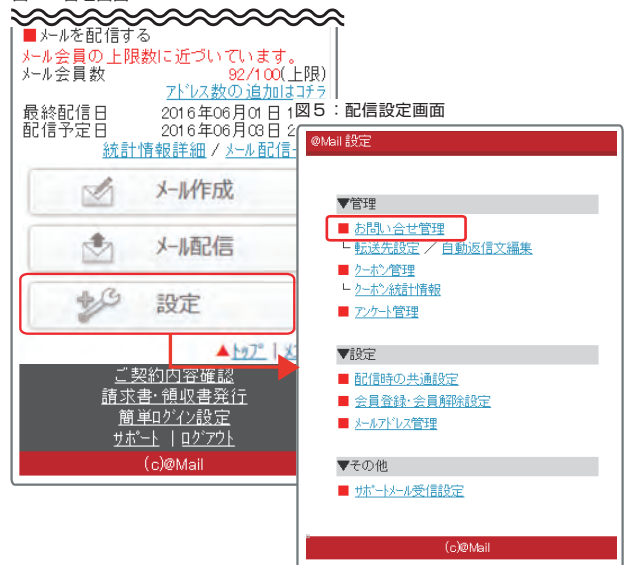 ■メールを配信する
メール会員の上限数に近づいています。
メール会員数 92/100(上限)
アドレス数の追加はコチラ
最終配信日 2016年06月01日 1
配信予定日 2016年06月03日 2
統計情報詳細 / メール配信
メール作成
メール配信
設定
▲トップ |
ご契約内容確認
請求書・領収書発行
簡単ログイン設定
サポート | ログアウト
(c)@Mail
図5：配信設定画面
@Mail 設定
▼管理
■ お問い合せ管理
└ 転送先設定 / 自動返信文編集
■ クーポン管理
└ クーポン統計情報
■ アンケート管理
▼設定
■ 配信時の共通設定
■ 会員登録・会員解除設定
■ メールアドレス管理
▼その他
■ サポートメール受信設定
(c)@Mail